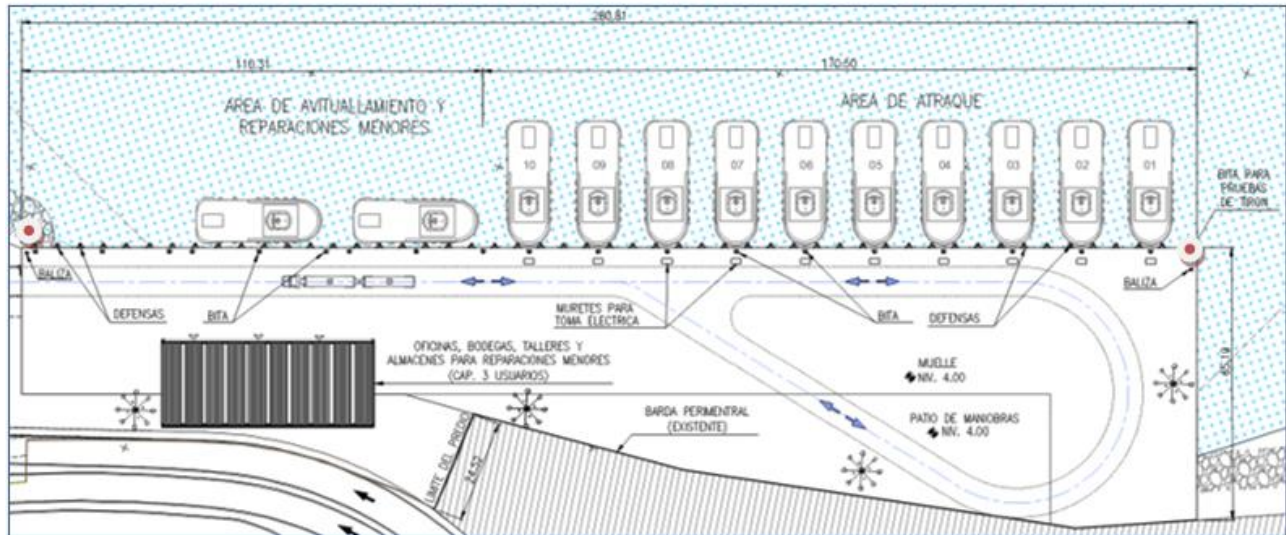 280.81
110.31
170.50
AREA DE AVITUALLAMIENTO Y
REPARACIONES MENORES
AREA DE ATRAQUE
10
09
08
07
06
05
04
03
02
01
BITA PARA
PRUEBAS
DE TIRON
BALIZA
DEFENSAS
BITA
MURETES PARA
TOMA ELECTRICA
BITA
DEFENSAS
BALIZA
OFICINAS, BODEGAS, TALLERES Y
ALMACENES PARA REPARACIONES MENORES
(CAP. 3 USUARIOS)
MUELLE
NIV. 4.00
PATIO DE MANIOBRAS
NIV. 4.00
65.19
BARDA PERIMENTRAL
(EXISTENTE)
LIMITE DEL PREDIO
24.52